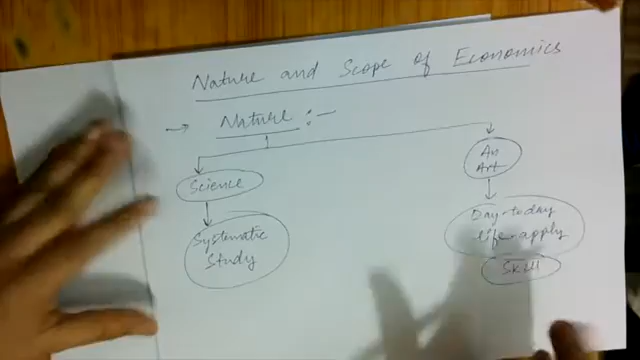 Nature and Scope of Economics
Nature :-
Science
An
Art
Systematic
Study
Day-to-day
life-apply
Skill